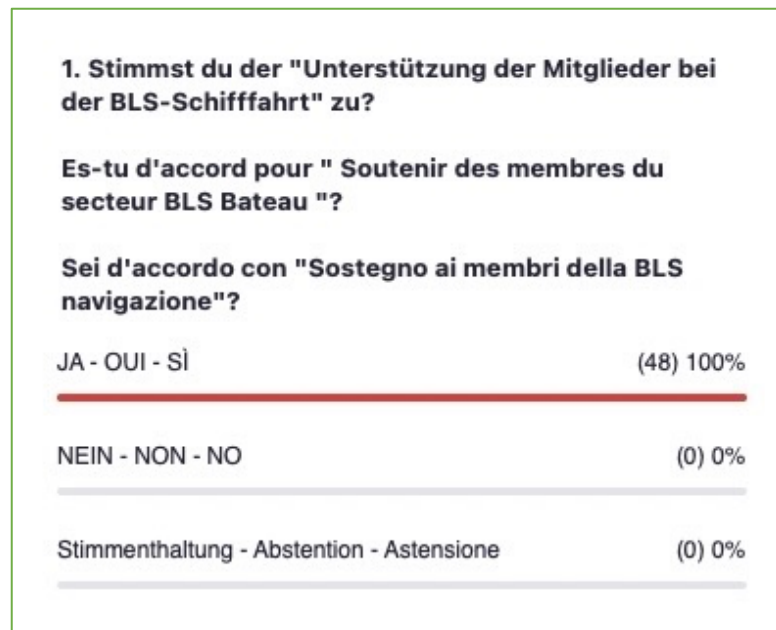 1. Stimmst du der "Unterstützung der Mitglieder bei
der BLS-Schifffahrt" zu?
Es-tu d'accord pour " Soutenir des membres du
secteur BLS Bateau "?
Sei d'accordo con "Sostegno ai membri della BLS
navigazione"?
JA - OUI - SÌ (48) 100%
NEIN - NON - NO (0) 0%
Stimmenthaltung - Abstention - Astensione (0) 0%